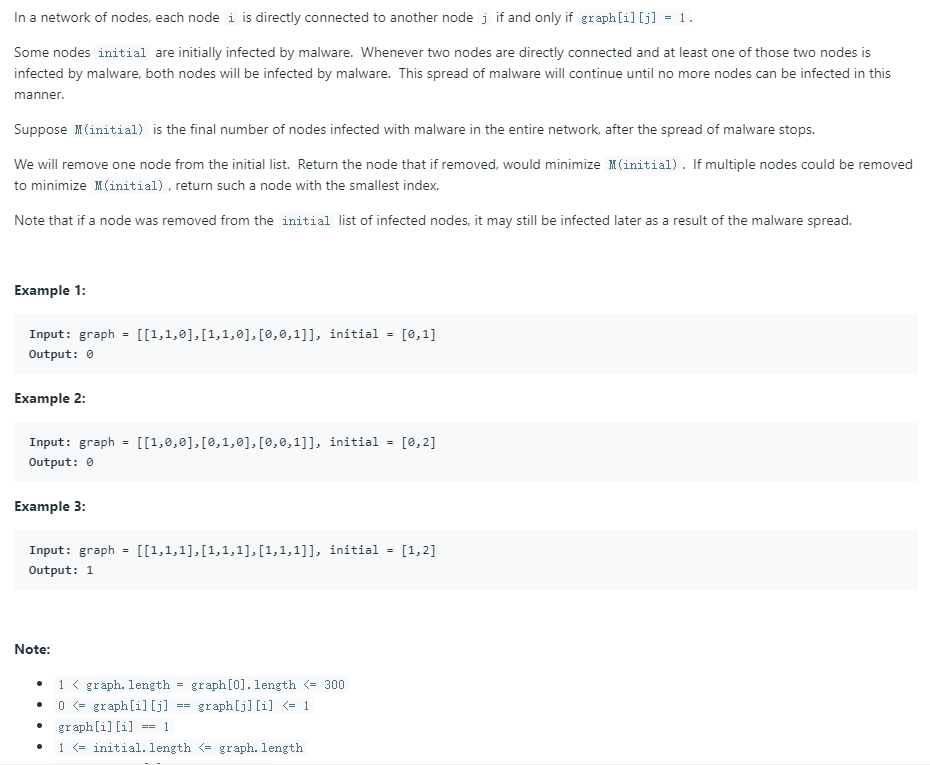 In a network of nodes, each node i is directly connected to another node j if and only if graph[i][j] = 1.
Some nodes initial are initially infected by malware. Whenever two nodes are directly connected and at least one of those two nodes is
infected by malware, both nodes will be infected by malware. This spread of malware will continue until no more nodes can be infected in this
manner.
Suppose M(initial) is the final number of nodes infected with malware in the entire network, after the spread of malware stops.
We will remove one node from the initial list. Return the node that if removed, would minimize M(initial). If multiple nodes could be removed
to minimize M(initial), return such a node with the smallest index.
Note that if a node was removed from the initial list of infected nodes, it may still be infected later as a result of the malware spread.
Example 1:
Input: graph = [[1,1,0],[1,1,0],[0,0,1]], initial = [0,1]
Output: 0
Example 2:
Input: graph = [[1,0,0],[0,1,0],[0,0,1]], initial = [0,2]
Output: 0
Example 3:
Input: graph = [[1,1,1],[1,1,1],[1,1,1]], initial = [1,2]
Output: 1
Note:
1 < graph.length = graph[0].length <= 300
0 <= graph[i][j] == graph[j][i] <= 1
graph[i][i] == 1
1 <= initial.length <= graph.length